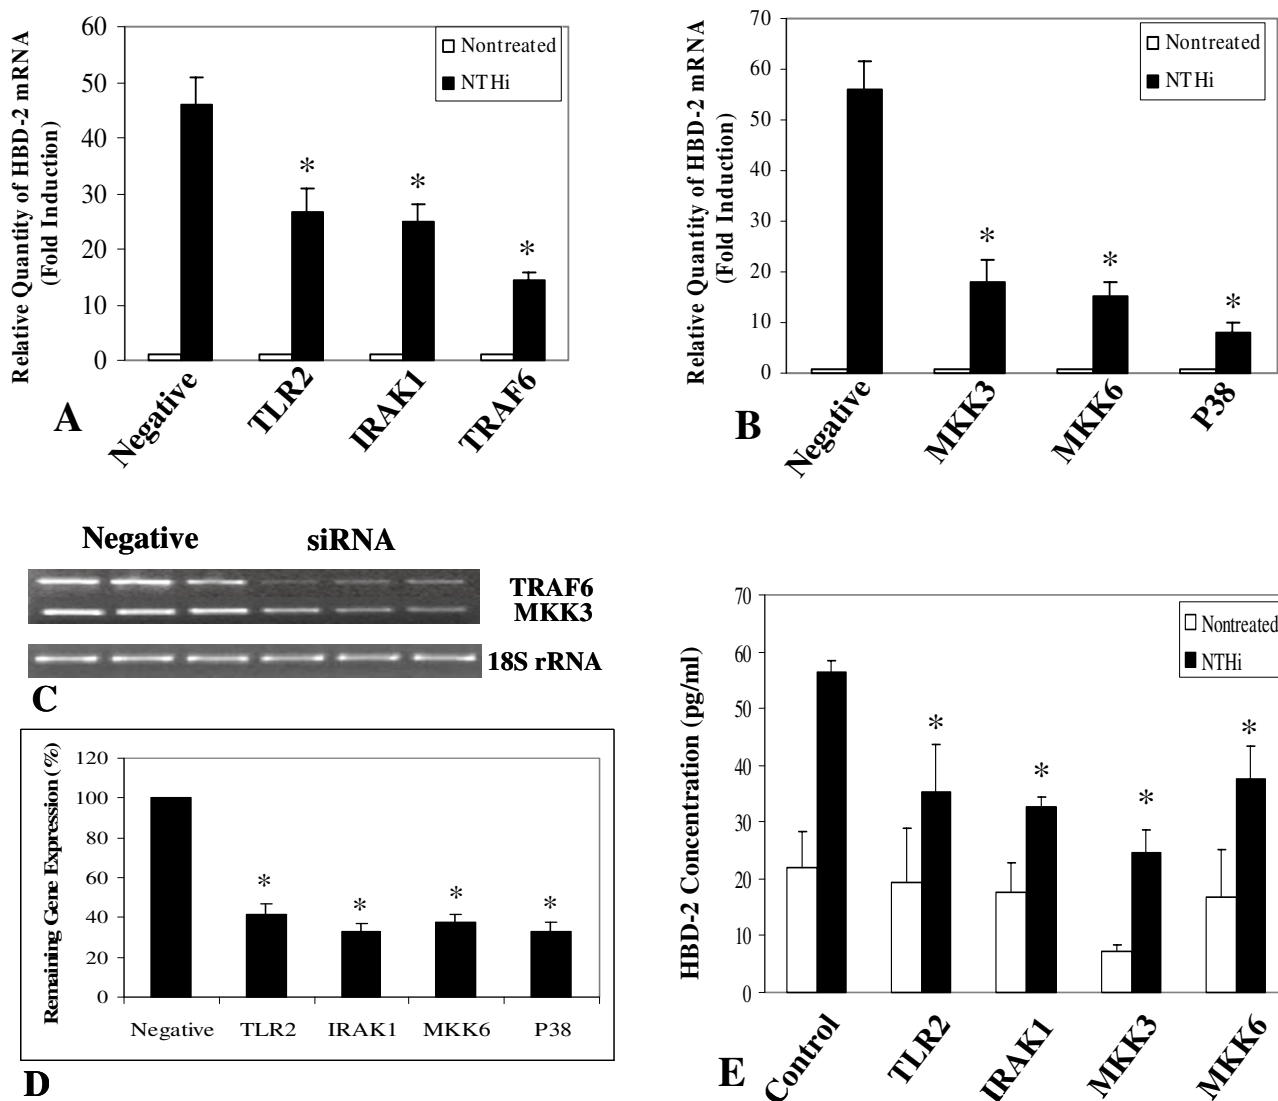 60
50
40
30
20
10
0
Relative Quantity of HBD-2 mRNA
(Fold Induction)
Nontreated
NTHi
*
*
*
Negative
TLR2
IRAK1
TRAF6
A
70
60
50
40
30
20
10
0
Relative Quantity of HBD-2 mRNA
(Fold Induction)
Nontreated
NTHi
*
*
*
Negative
MKK3
MKK6
P38
B
Negative siRNA
TRAF6
MKK3
18S rRNA
C
Remaining Gene Expression (%)
120
100
80
60
40
20
0
*
*
*
*
Negative TLR2 IRAK1 MKK6 P38
D
HBD-2 Concentration (pg/ml)
70
60
50
40
30
20
10
0
Nontreated
NTHi
*
*
*
*
Control
TLR2
IRAK1
MKK3
MKK6
E